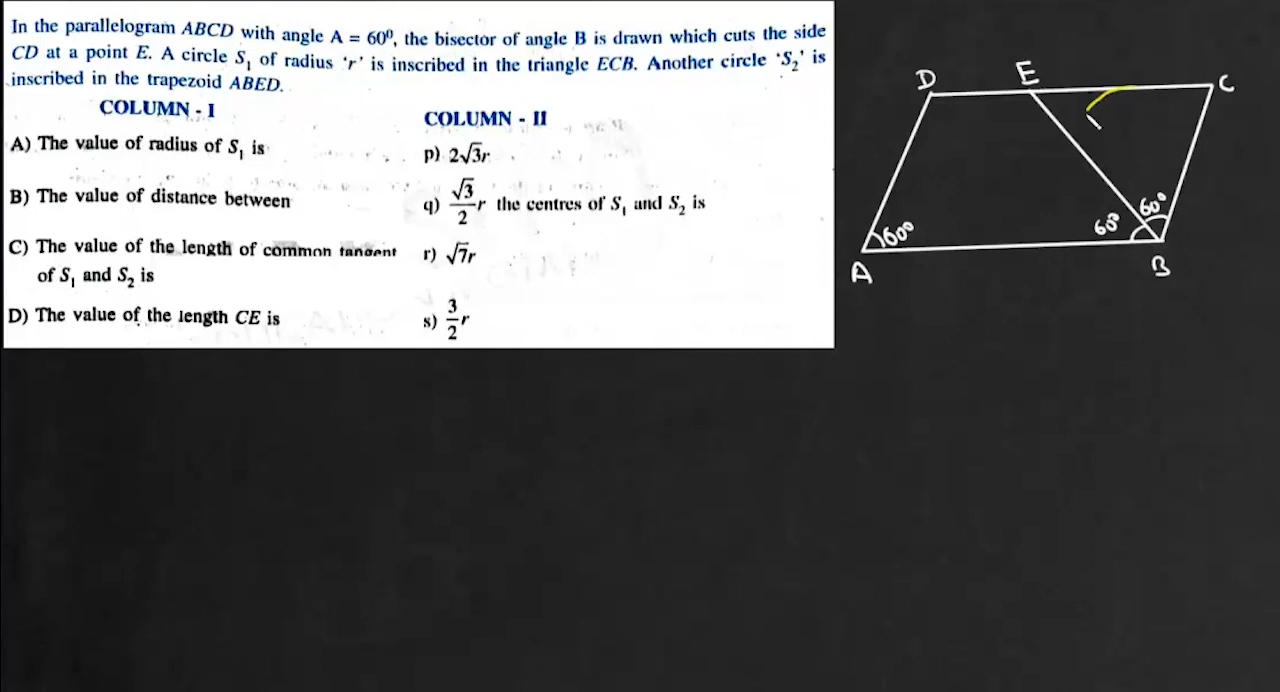 In the parallelogram ABCD with angle A = 60⁰, the bisector of angle B is drawn which cuts the side
CD at a point E. A circle S₁ of radius 'r' is inscribed in the triangle ECB. Another circle 'S₂' is
inscribed in the trapezoid ABED.
COLUMN - I
COLUMN - II
A) The value of radius of S₁ is
p) 2√3r
B) The value of distance between
q) √3/2 r the centres of S₁ and S₂ is
C) The value of the length of common tangent
r) √7r
of S₁ and S₂ is
D) The value of the length CE is
s) 3/2 r
D
E
C
60⁰
60⁰
60⁰
A
B